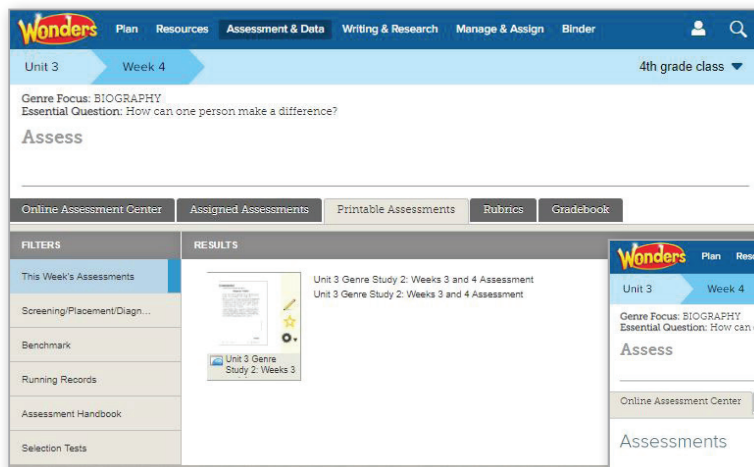 Wonders Plan Resources Assessment & Data Writing & Research Manage & Assign Binder
Unit 3 Week 4 4th grade class
Genre Focus: BIOGRAPHY
Essential Question: How can one person make a difference?
Assess
Online Assessment Center Assigned Assessments Printable Assessments Rubrics Gradebook
FILTERS RESULTS
This Week's Assessments
Screening/Placement/Diagn...
Benchmark
Running Records
Assessment Handbook
Selection Tests
Unit 3 Genre Study 2: Weeks 3 and 4 Assessment
Unit 3 Genre Study 2: Weeks 3 and 4 Assessment
Unit 3 Genre
Study 2: Weeks 3
Wonders Plan Reso
Unit 3 Week 4
Genre Focus: BIOGRAPHY
Essential Question: How can
Assess
Online Assessment Center
Assessments